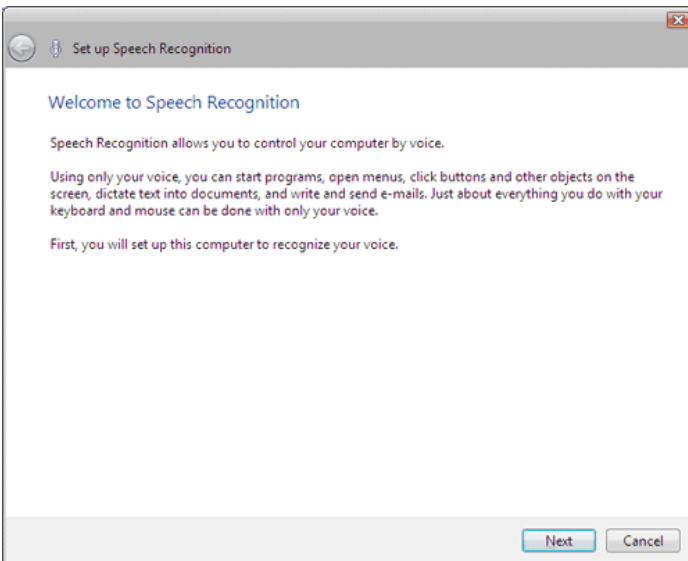 Set up Speech Recognition
Welcome to Speech Recognition
Speech Recognition allows you to control your computer by voice.
Using only your voice, you can start programs, open menus, click buttons and other objects on the
screen, dictate text into documents, and write and send e-mails. Just about everything you do with your
keyboard and mouse can be done with only your voice.
First, you will set up this computer to recognize your voice.
Next
Cancel